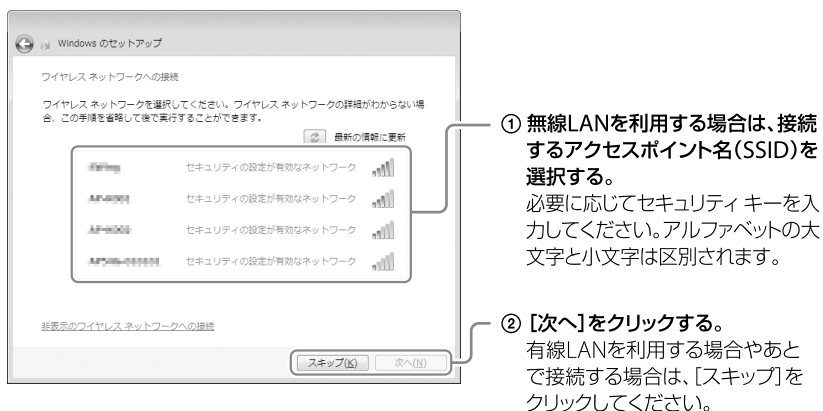 Windows のセットアップ
ワイヤレス ネットワークへの接続
ワイヤレス ネットワークを選択してください。ワイヤレス ネットワークの詳細がわからない場
合、この手順を省略して後で実行することができます。
最新の情報に更新
セキュリティの設定が有効なネットワーク
セキュリティの設定が有効なネットワーク
セキュリティの設定が有効なネットワーク
セキュリティの設定が有効なネットワーク
非表示のワイヤレス ネットワークへの接続
スキップ(K)
次へ(N)
① 無線LANを利用する場合は、接続
するアクセスポイント名(SSID)を
選択する。
必要に応じてセキュリティ キーを入
力してください。アルファベットの大
文字と小文字は区別されます。
② [次へ]をクリックする。
有線LANを利用する場合やあと
で接続する場合は、[スキップ]を
クリックしてください。